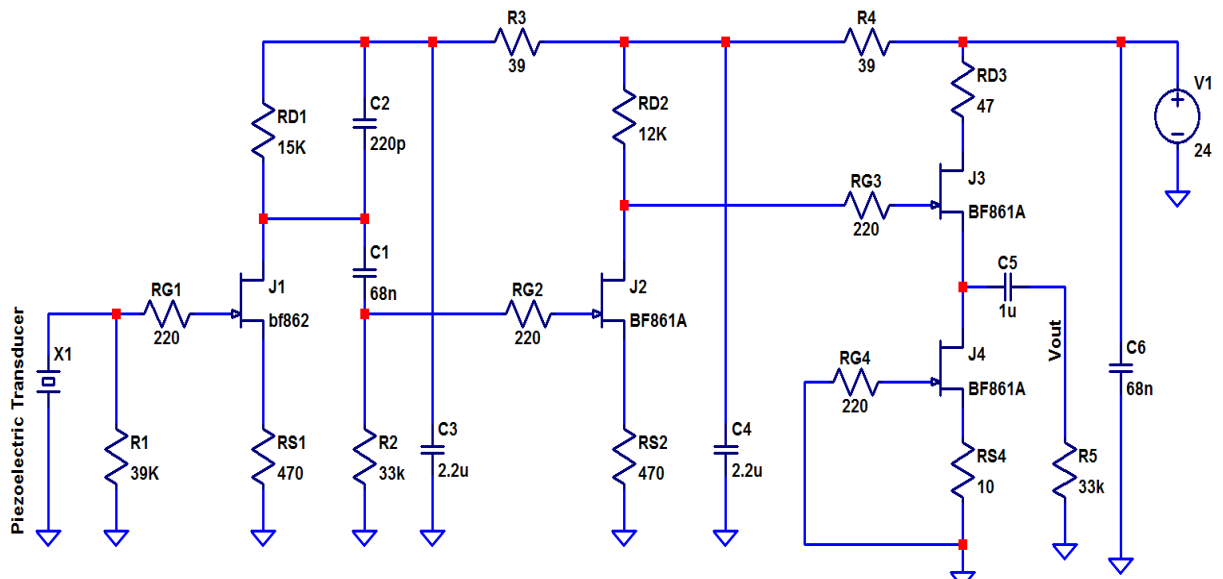 R3
39
R4
39
RD1
15K
C2
220p
RD2
12K
RD3
47
V1
24
J3
BF861A
RG3
220
C1
68n
J1
bf862
RG1
220
J2
BF861A
RG2
220
C5
1u
Piezoelectric Transducer
X1
R1
39K
RS1
470
R2
33k
C3
2.2u
RS2
470
C4
2.2u
RG4
220
J4
BF861A
RS4
10
Vout
R5
33k
C6
68n